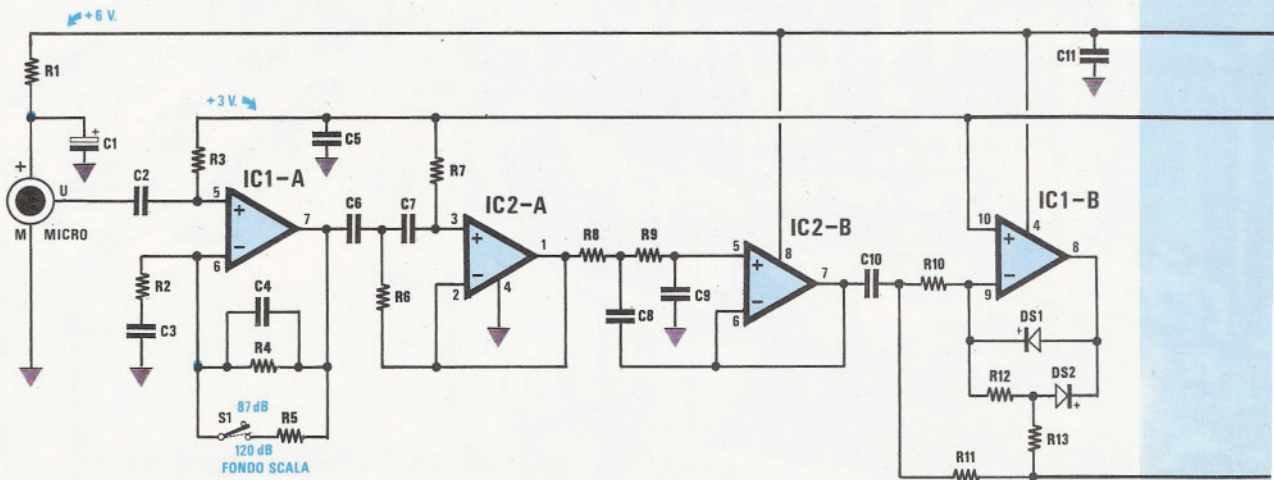 +6 V.
R1
C11
+3 V.
+
C1
R3
C5
IC1-A
R7
IC2-A
IC1-B
+
U
C2
5
+
C6
C7
3
+
IC2-B
10
+
4
M
MICRO
7
1
R8
R9
5
+
8
8
-
6
-
2
4
7
C10
R10
-
9
R2
R6
C9
-
6
C4
C8
DS1
+
C3
R4
R12
DS2
+
S1
87 dB
R5
R13
120 dB
FONDO SCALA
R11